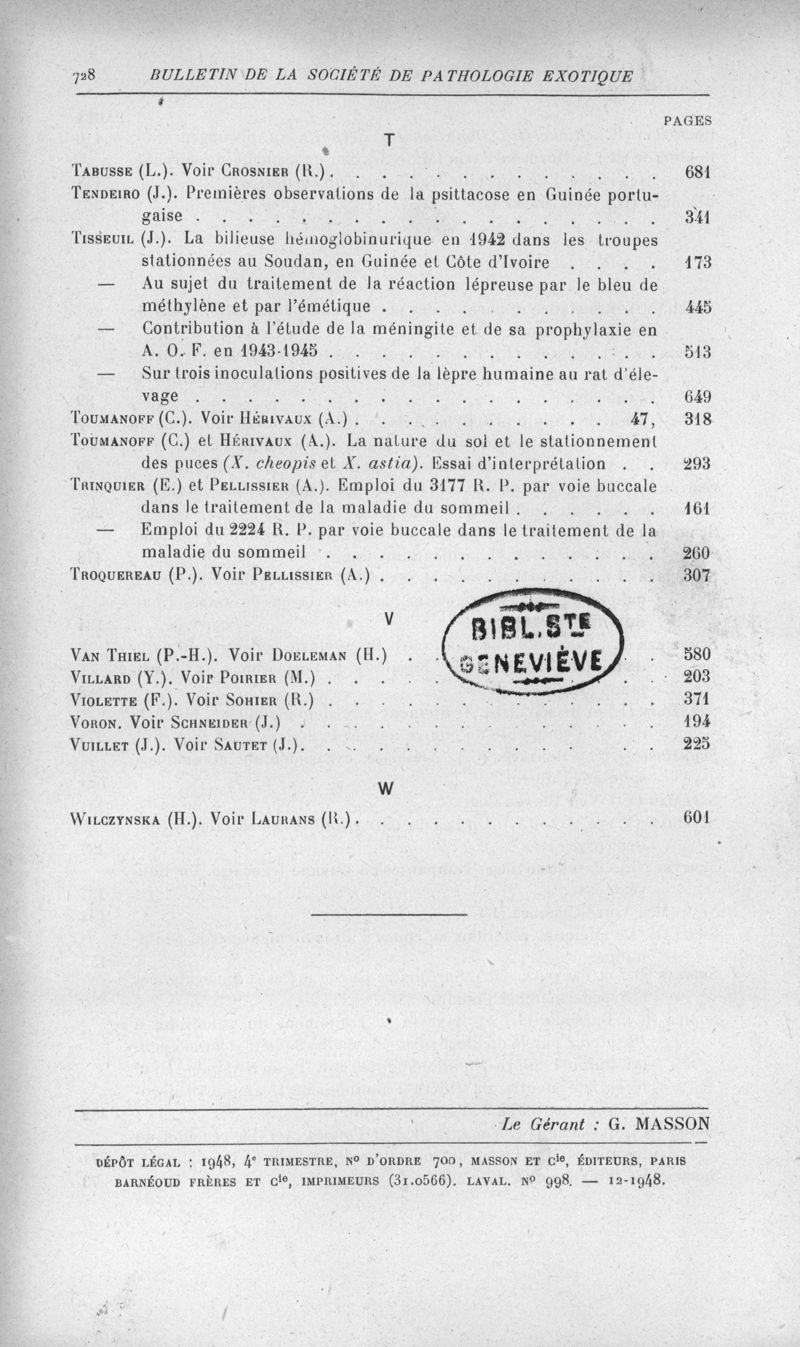 728 BULLETIN DE LA SOCIÉTÉ DE PATHOLOGIE EXOTIQUE
PAGES
T
TABUSSE (L.). Voir CROSNIER (R.) . . . . . . . . . . . . . 681
TENDEIRO (J.). Premières observations de la psittacose en Guinée portu-
gaise . . . . . . . . . . . . . . . . . . 341
TISSEUIL (J.). La bilieuse hémoglobinurique en 1942 dans les troupes
stationnées au Soudan, en Guinée et Côte d'Ivoire . . . . 173
— Au sujet du traitement de la réaction lépreuse par le bleu de
méthylène et par l'émétique . . . . . . . . . . . 445
— Contribution à l'étude de la méningite et de sa prophylaxie en
A. O. F. en 1943-1945 . . . . . . . . . . . . . 513
— Sur trois inoculations positives de la lèpre humaine au rat d'éle-
vage . . . . . . . . . . . . . . . . . . 649
TOUMANOFF (C.). Voir HÉRIVAUX (A.) . . . . . . . . . . 47, 318
TOUMANOFF (C.) et HÉRIVAUX (A.). La nature du sol et le stationnement
des puces (X. cheopis et X. astia). Essai d'interprétation . . 293
TRINQUIER (E.) et PELLISSIER (A.). Emploi du 3177 R. P. par voie buccale
dans le traitement de la maladie du sommeil . . . . . . 161
— Emploi du 2224 R. P. par voie buccale dans le traitement de la
maladie du sommeil . . . . . . . . . . . . . 260
TROQUEREAU (P.). Voir PELLISSIER (A.) . . . . . . . . . . . 307
V
BIBL. STE
GENEVIÈVE
VAN THIEL (P.-H.). Voir DOELEMAN (H.) . . . . 580
VILLARD (Y.). Voir POIRIER (M.) . . . . . . . . 203
VIOLETTE (F.). Voir SOHIER (R.) . . . . . . . . . . . . . 371
VORON. Voir SCHNEIDER (J.) . . . . . . . . . . . . . . 194
VUILLET (J.). Voir SAUTET (J.). . . . . . . . . . . . . . 225
W
WILCZYNSKA (H.). Voir LAURANS (R.) . . . . . . . . . . . . 601
Le Gérant : G. MASSON
DÉPÔT LÉGAL : 1948, 4e TRIMESTRE, No D'ORDRE 700, MASSON ET Cie, ÉDITEURS, PARIS
BARNÉOUD FRÈRES ET Cie, IMPRIMEURS (31.0566). LAVAL. No 998. — 12-1948.